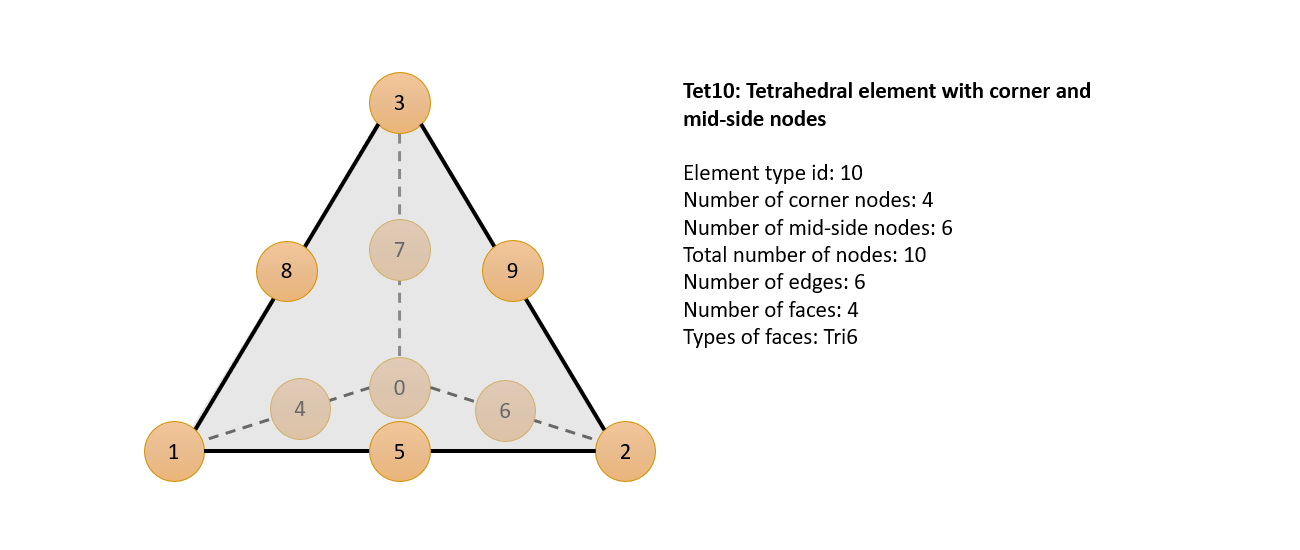 3
7
8
9
0
4
6
1
5
2
Tet10: Tetrahedral element with corner and
mid-side nodes
Element type id: 10
Number of corner nodes: 4
Number of mid-side nodes: 6
Total number of nodes: 10
Number of edges: 6
Number of faces: 4
Types of faces: Tri6